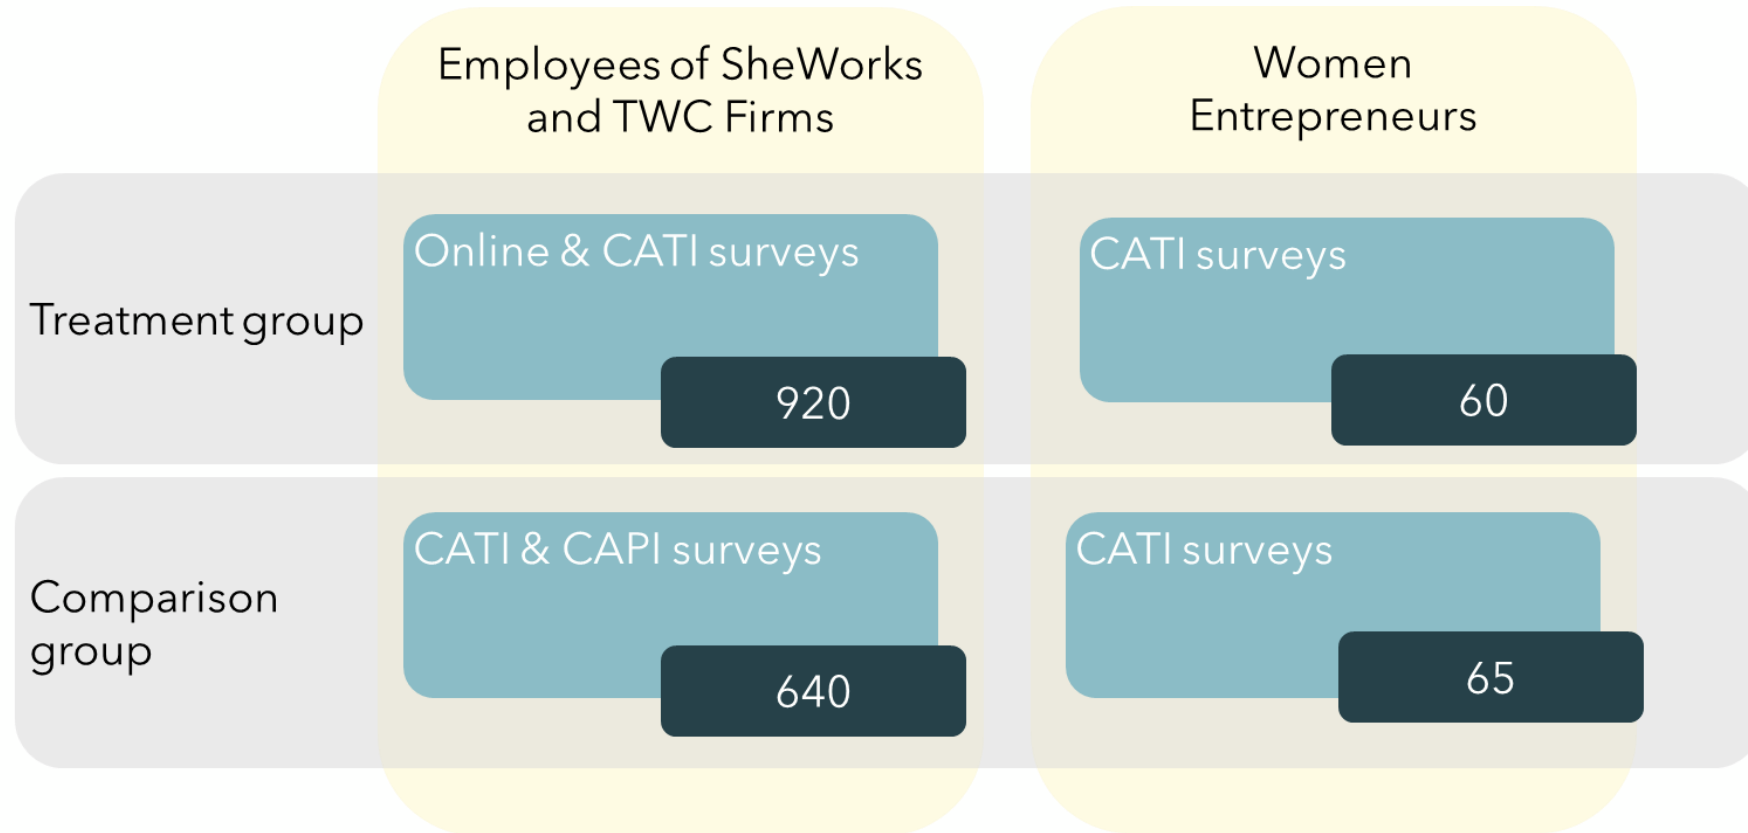 Employees of SheWorks
and TWC Firms
Women
Entrepreneurs
Treatment group
Online & CATI surveys
920
CATI surveys
60
Comparison
group
CATI & CAPI surveys
640
CATI surveys
65